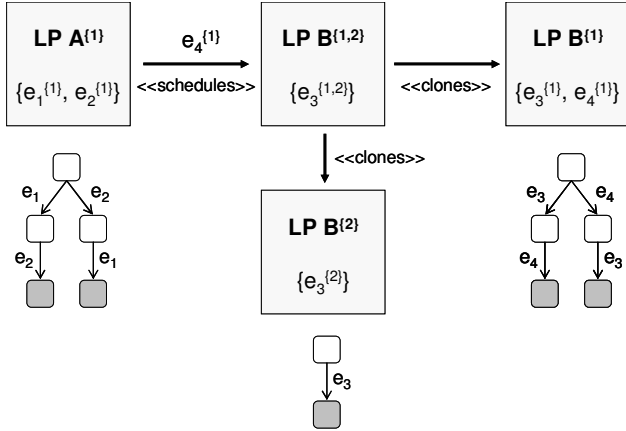 LP A{1}
{e1{1}, e2{1}}
e4{1}
<<schedules>>
LP B{1,2}
{e3{1,2}}
<<clones>>
LP B{1}
{e3{1}, e4{1}}
<<clones>>
LP B{2}
{e3{2}}
e1
e2
e2
e1
e3
e4
e4
e3
e3